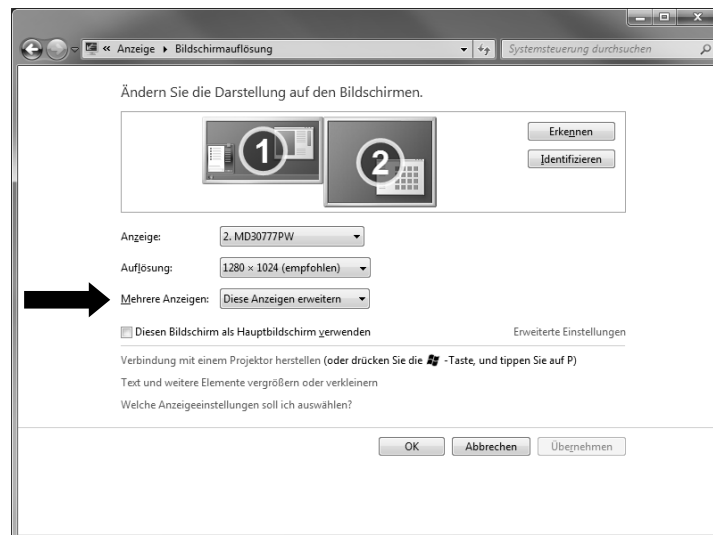 « Anzeige ▸ Bildschirmauflösung Systemsteuerung durchsuchen
Ändern Sie die Darstellung auf den Bildschirmen.
1 2
Erkennen
Identifizieren
Anzeige: 2. MD30777PW
Auflösung: 1280 × 1024 (empfohlen)
Mehrere Anzeigen: Diese Anzeigen erweitern
Diesen Bildschirm als Hauptbildschirm verwenden Erweiterte Einstellungen
Verbindung mit einem Projektor herstellen (oder drücken Sie die -Taste, und tippen Sie auf P)
Text und weitere Elemente vergrößern oder verkleinern
Welche Anzeigeeinstellungen soll ich auswählen?
OK Abbrechen Übernehmen